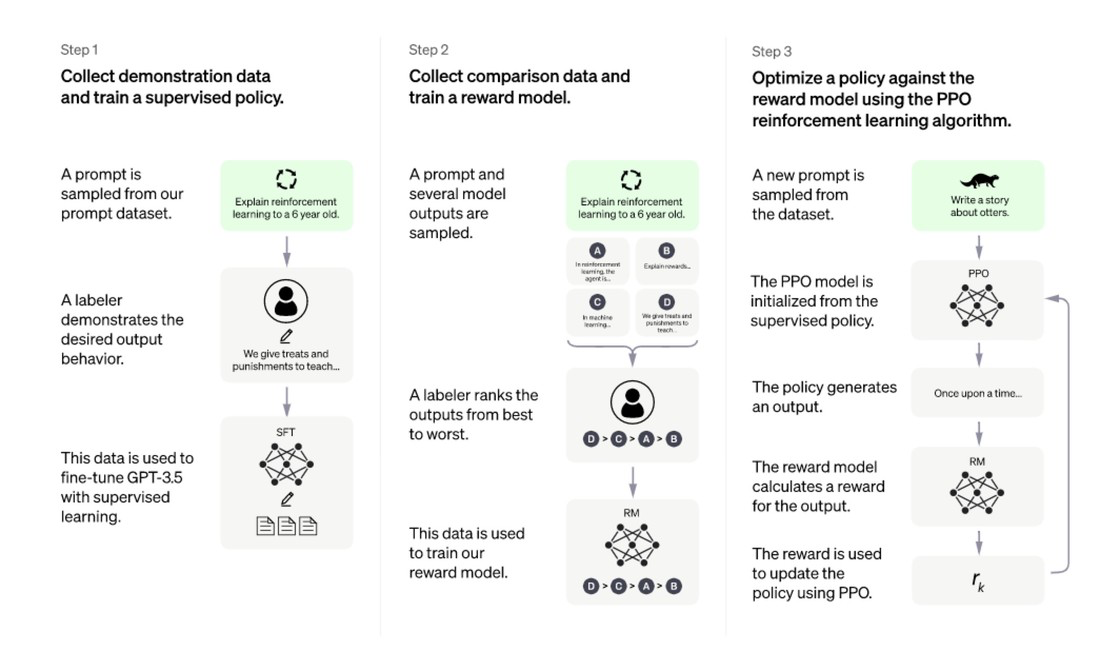 Step 1
Collect demonstration data
and train a supervised policy.
A prompt is
sampled from our
prompt dataset.
Explain reinforcement
learning to a 6 year old.
A labeler
demonstrates the
desired output
behavior.
We give treats and
punishments to teach...
This data is used to
fine-tune GPT-3.5
with supervised
learning.
SFT
Step 2
Collect comparison data and
train a reward model.
A prompt and
several model
outputs are
sampled.
Explain reinforcement
learning to a 6 year old.
A
In reinforcement
learning, the
agent is...
B
Explain rewards...
C
In machine
learning...
D
We give treats and
punishments to
teach...
A labeler ranks the
outputs from best
to worst.
D > C > A > B
This data is used
to train our
reward model.
RM
D > C > A > B
Step 3
Optimize a policy against the
reward model using the PPO
reinforcement learning algorithm.
A new prompt is
sampled from
the dataset.
Write a story
about otters.
The PPO model is
initialized from the
supervised policy.
PPO
The policy generates
an output.
Once upon a time...
The reward model
calculates a reward
for the output.
RM
The reward is used
to update the
policy using PPO.
r_k